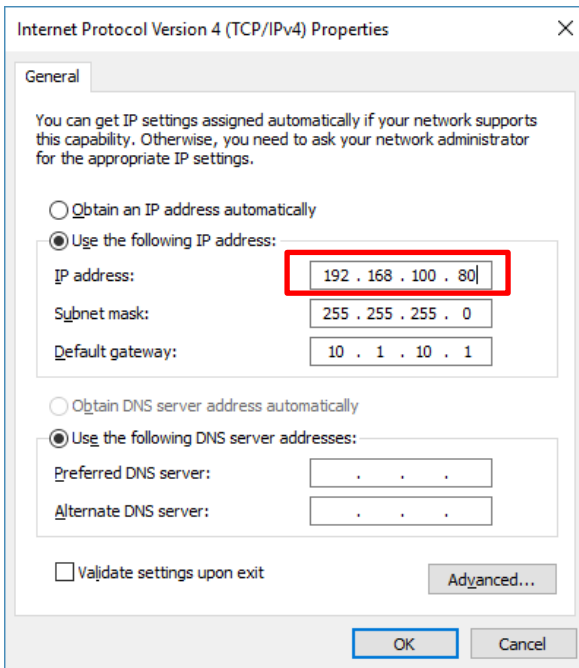 Internet Protocol Version 4 (TCP/IPv4) Properties
General
You can get IP settings assigned automatically if your network supports
this capability. Otherwise, you need to ask your network administrator
for the appropriate IP settings.
Obtain an IP address automatically
Use the following IP address:
IP address: 192 . 168 . 100 . 80
Subnet mask: 255 . 255 . 255 . 0
Default gateway: 10 . 1 . 10 . 1
Obtain DNS server address automatically
Use the following DNS server addresses:
Preferred DNS server: . . .
Alternate DNS server: . . .
Validate settings upon exit
Advanced...
OK Cancel